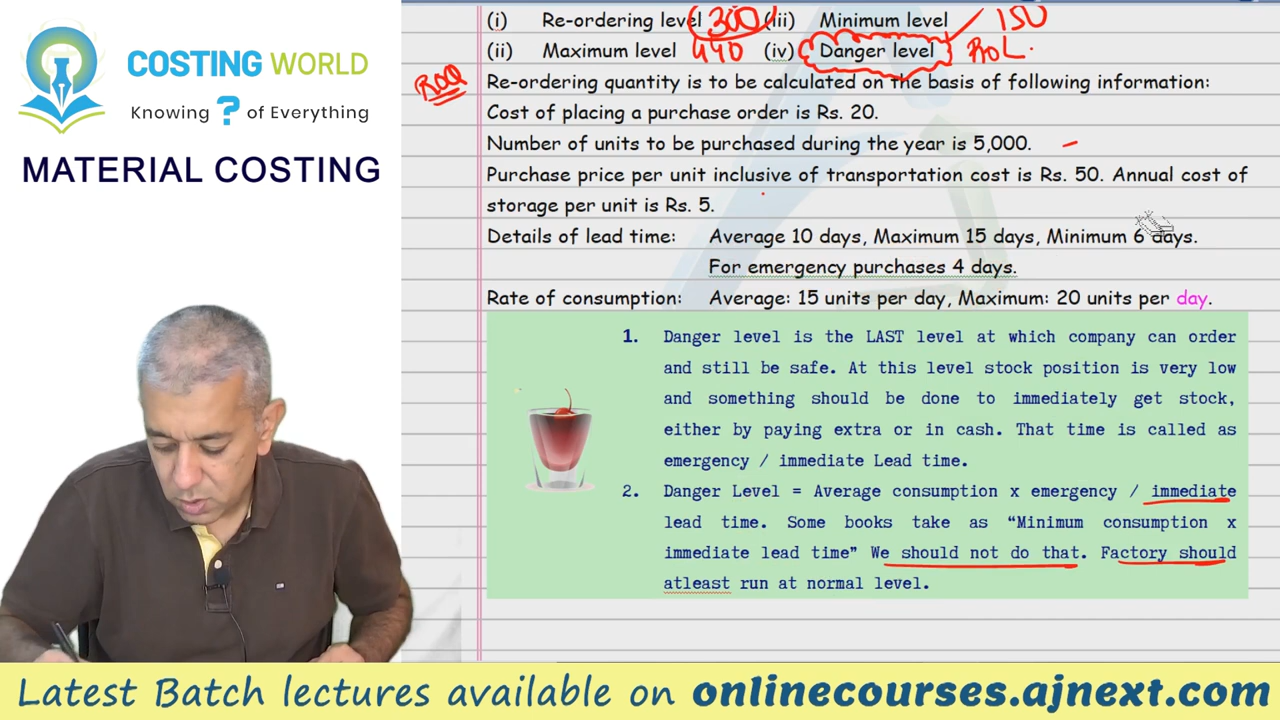 (i) Re-ordering level 300 (iii) Minimum level 150
(ii) Maximum level 440 (iv) Danger level ROL
ROQ
COSTING WORLD
Knowing ? of Everything
MATERIAL COSTING
Re-ordering quantity is to be calculated on the basis of following information:
Cost of placing a purchase order is Rs. 20.
Number of units to be purchased during the year is 5,000.
Purchase price per unit inclusive of transportation cost is Rs. 50. Annual cost of
storage per unit is Rs. 5.
Details of lead time: Average 10 days, Maximum 15 days, Minimum 6 days.
For emergency purchases 4 days.
Rate of consumption: Average: 15 units per day, Maximum: 20 units per day.
1. Danger level is the LAST level at which company can order
and still be safe. At this level stock position is very low
and something should be done to immediately get stock,
either by paying extra or in cash. That time is called as
emergency / immediate Lead time.
2. Danger Level = Average consumption x emergency / immediate
lead time. Some books take as “Minimum consumption x
immediate lead time” We should not do that. Factory should
atleast run at normal level.
Latest Batch lectures available on onlinecourses.ajnext.com